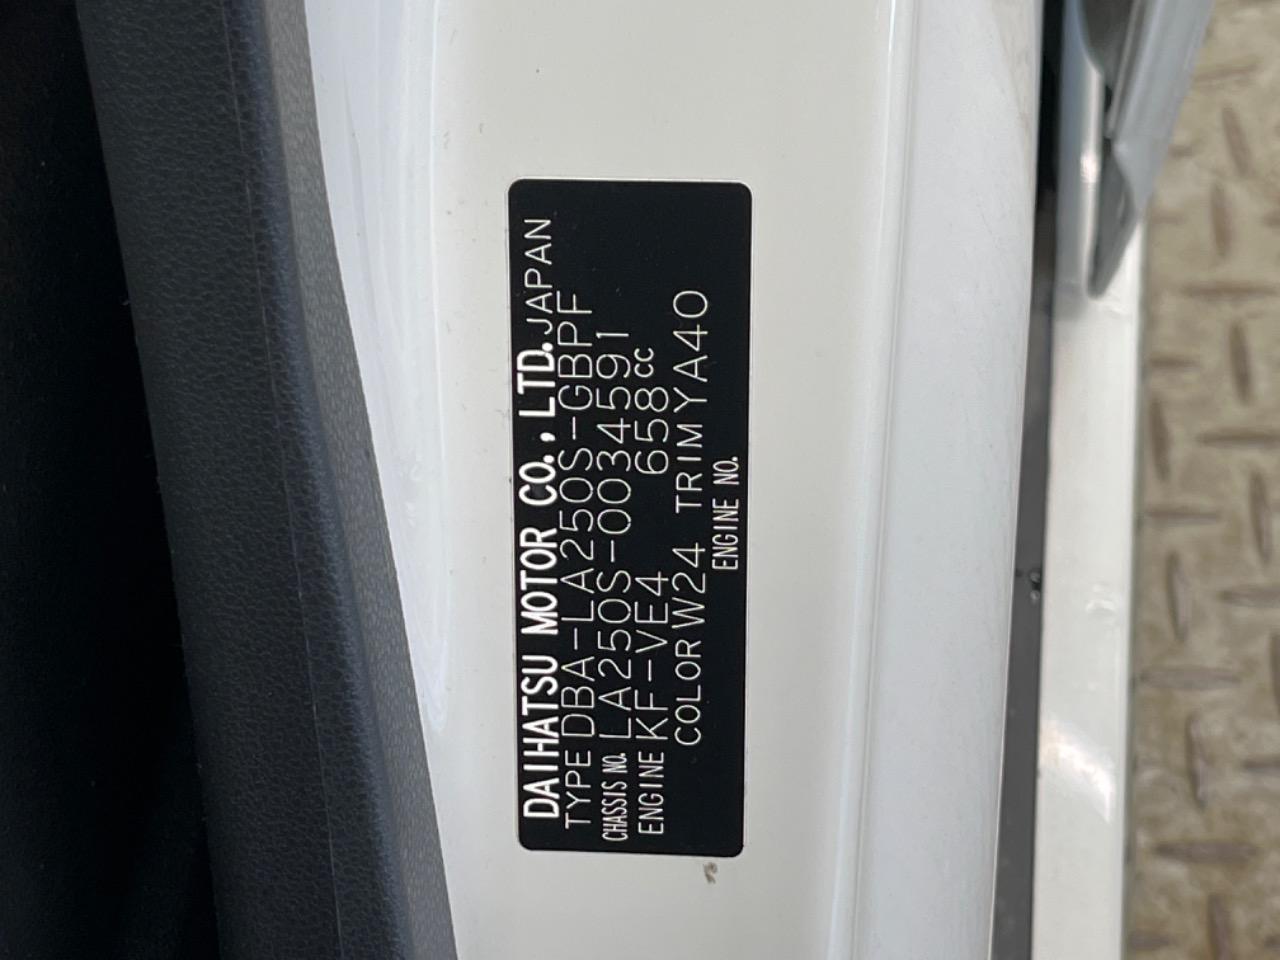 DAIHATSU MOTOR CO., LTD. JAPAN
TYPE DBA-LA250S-GBPF
CHASSIS NO. LA250S-0034591
ENGINE KF-VE4 658cc
COLOR W24 TRIM YA40
ENGINE NO.